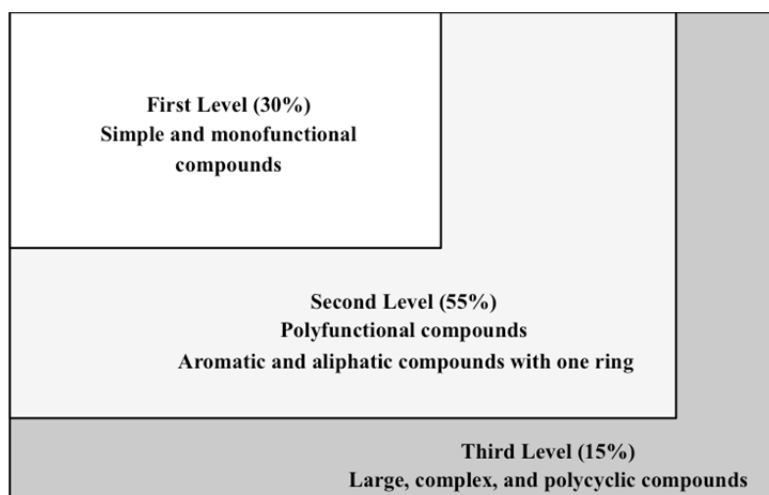 First Level (30%)
Simple and monofunctional
compounds
Second Level (55%)
Polyfunctional compounds
Aromatic and aliphatic compounds with one ring
Third Level (15%)
Large, complex, and polycyclic compounds